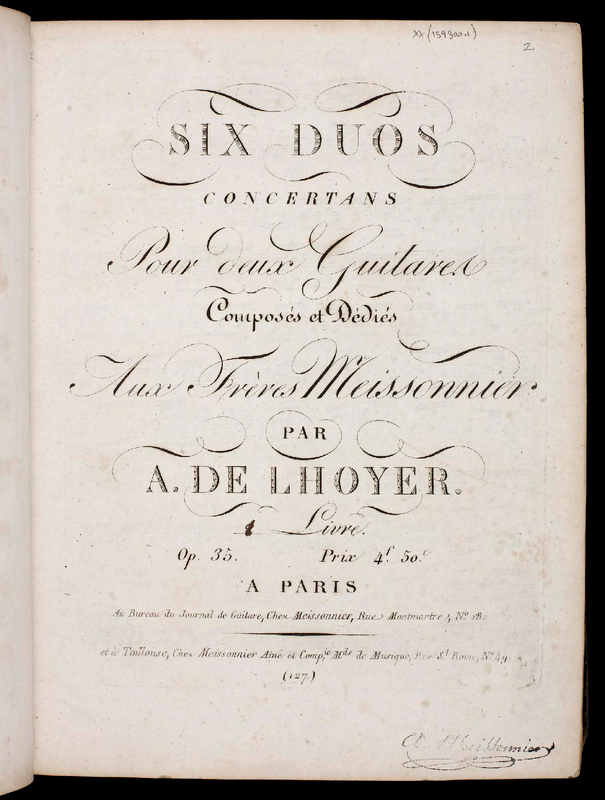 XX (159300.1)
2
SIX DUOS
CONCERTANS
Pour deux Guitares
Composés et Dédiés
Aux Frères Meissonnier
PAR
A. DE LHOYER.
1 Livre.
Op. 35. Prix 4f. 50c
A PARIS
Au Bureau du Journal de Guitare, Chez Meissonnier, Rue Montmartre, No. 182
et à Toulouse, Chez Meissonnier Ainé et Compie. Mds de Musique, Rue St. Rome, No. 49.
(127.)
A. Meissonnier